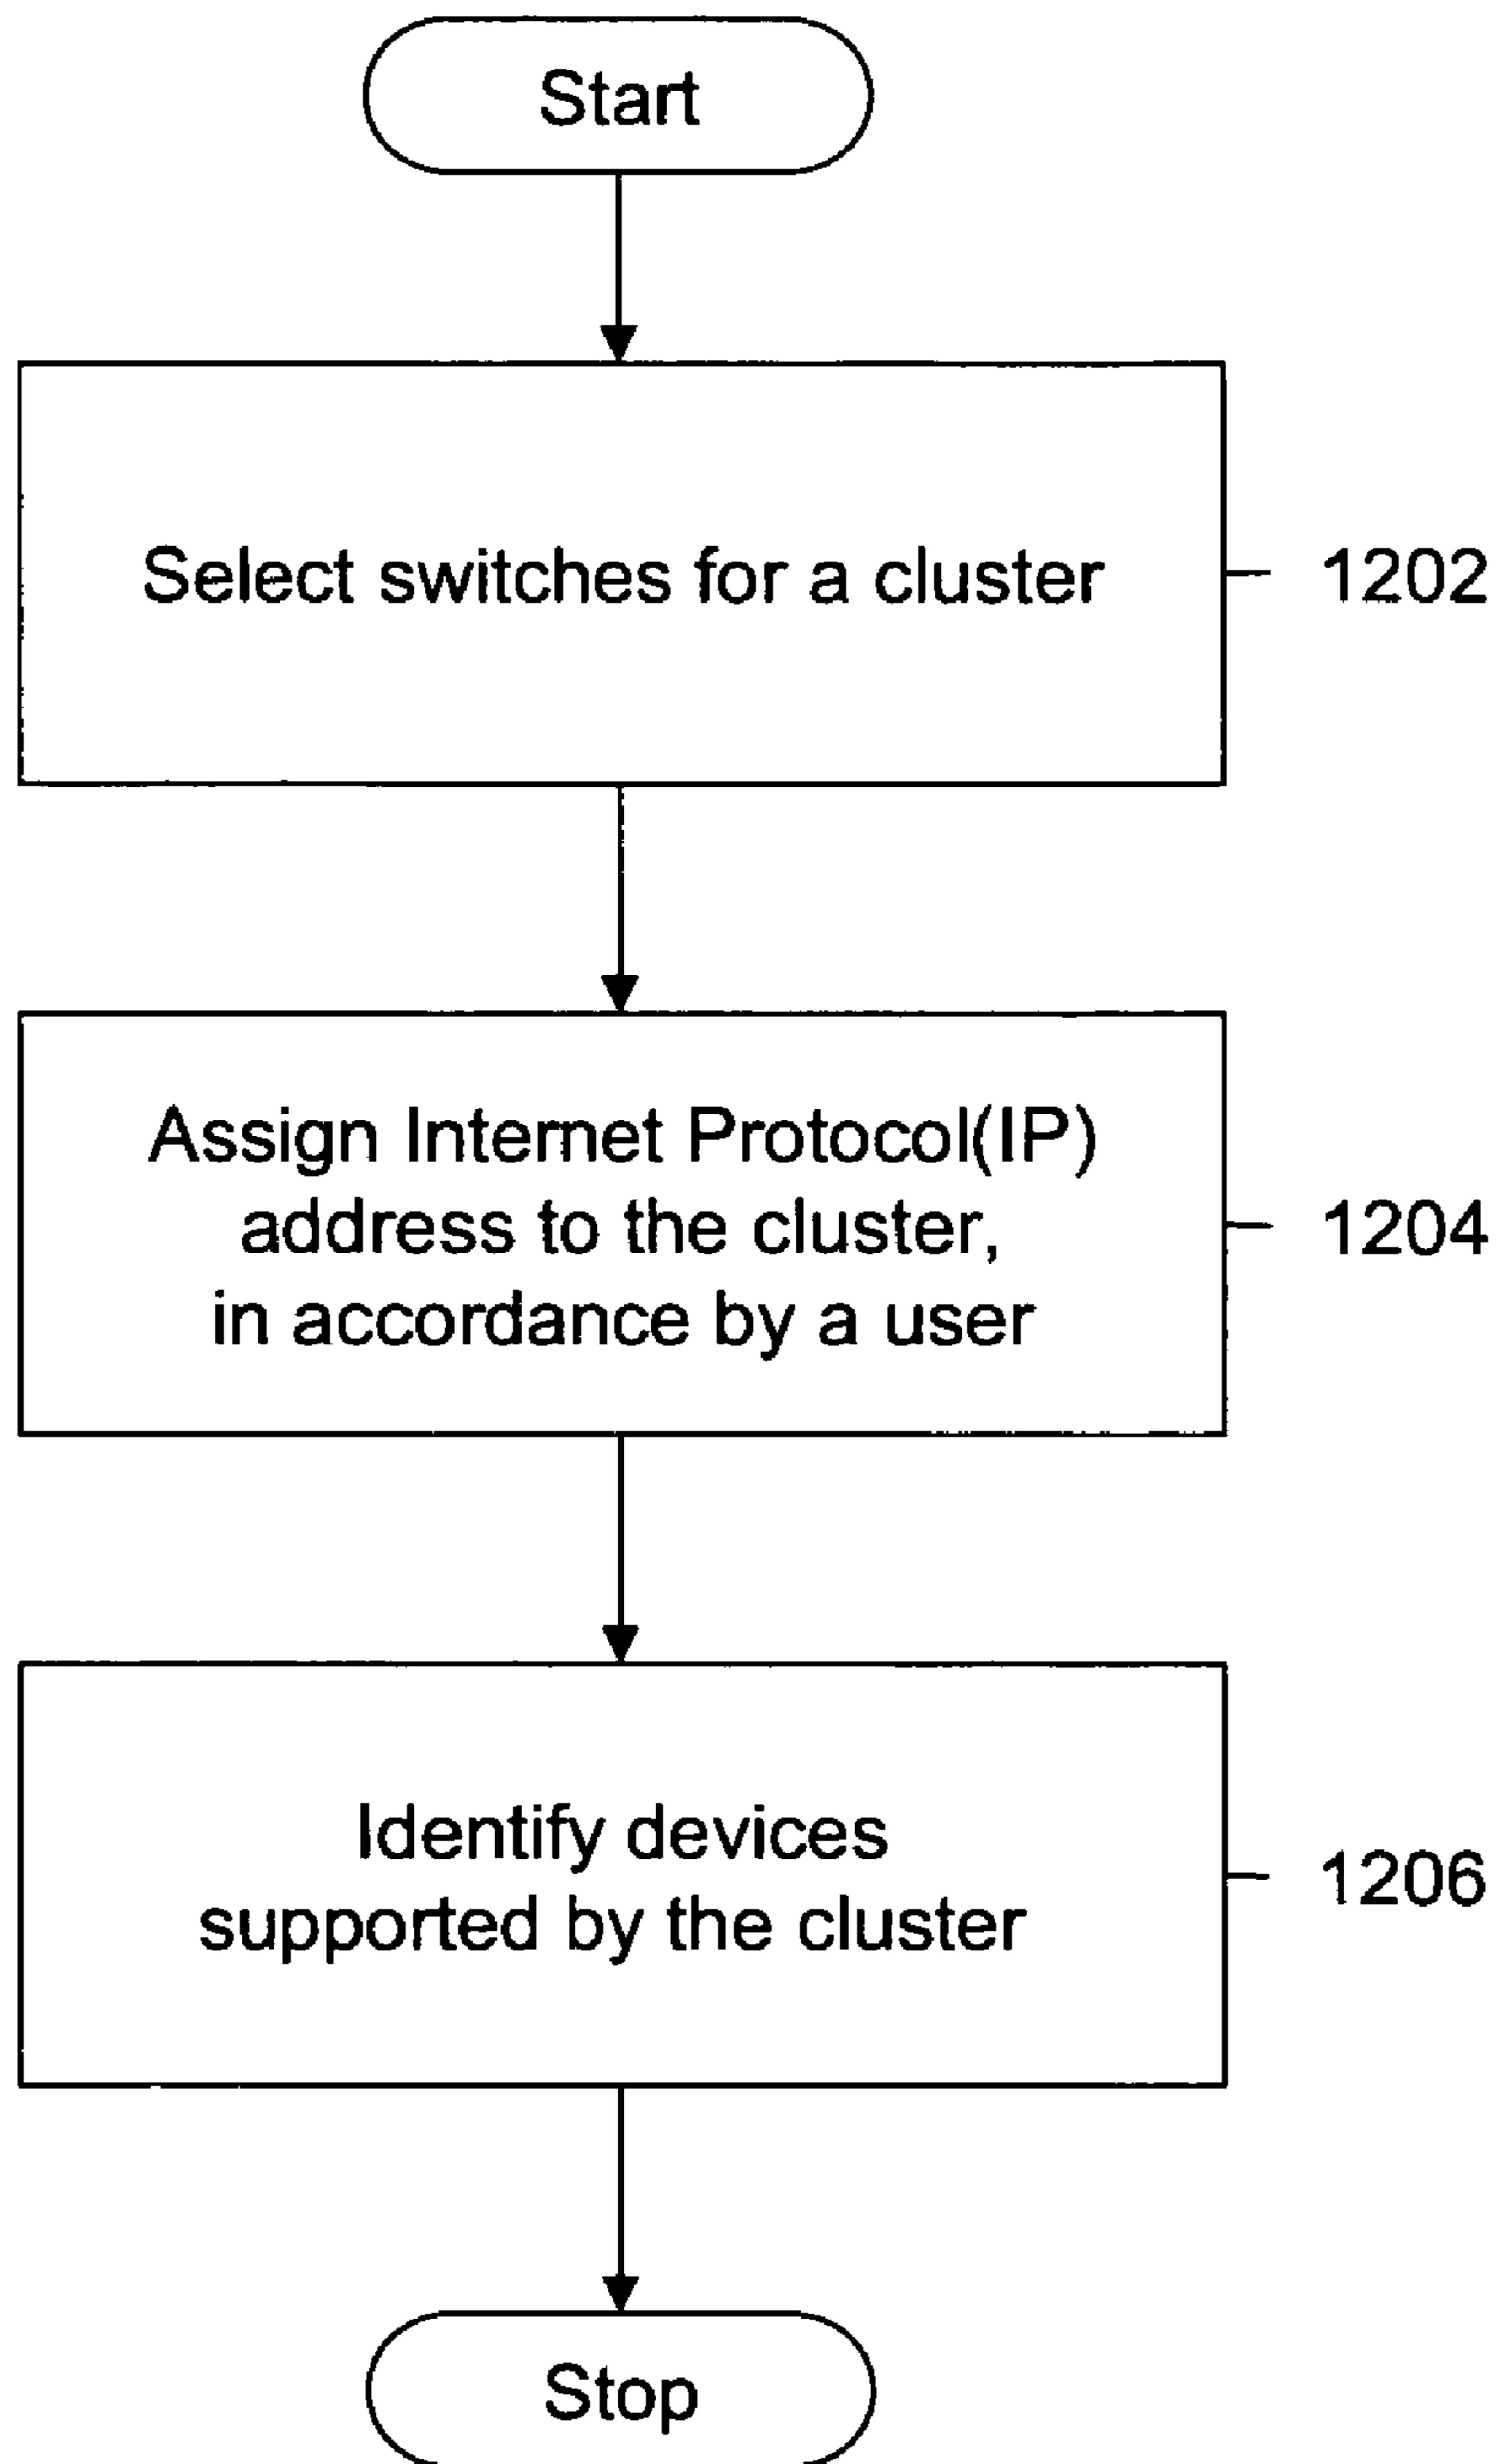 Start
Select switches for a cluster
1202
Assign Internet Protocol(IP)
address to the cluster,
in accordance by a user
1204
Identify devices
supported by the cluster
1206
Stop